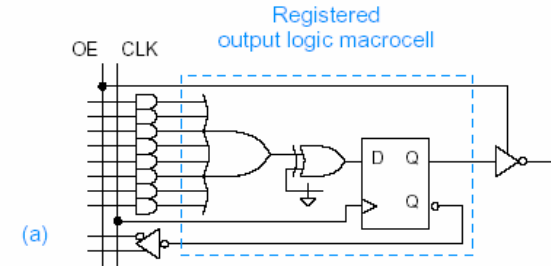 Registered
output logic macrocell
OE CLK
D Q
Q
(a)